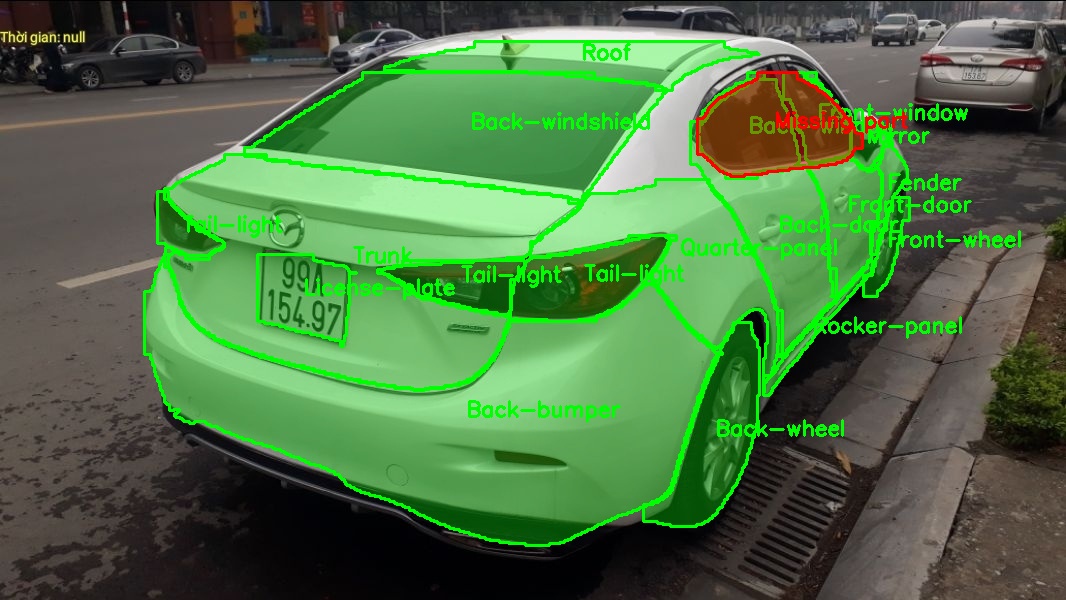 Thời gian: null
Roof
Back-windshield
Front-window
Missing-part
Back-window
Mirror
Fender
Front-door
Back-door
Tail-light
Quarter-panel
Front-wheel
Trunk
Tail-light
Tail-light
License-plate
99A
154.97
Rocker-panel
Back-bumper
Back-wheel